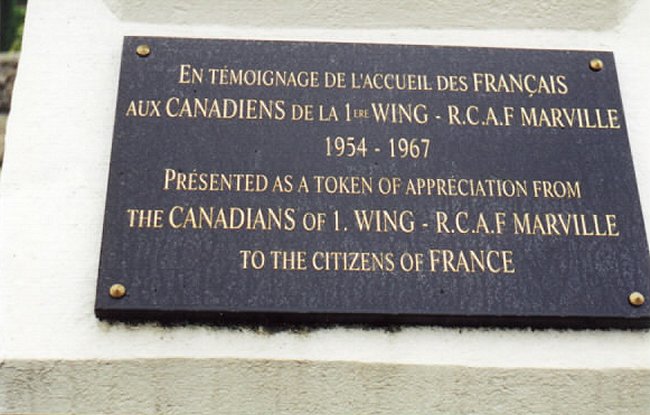 EN TÉMOIGNAGE DE L'ACCUEIL DES FRANÇAIS
AUX CANADIENS DE LA 1ERE WING - R.C.A.F MARVILLE
1954 - 1967
PRÉSENTED AS A TOKEN OF APPRÉCIATION FROM
THE CANADIANS OF 1. WING - R.C.A.F MARVILLE
TO THE CITIZENS OF FRANCE